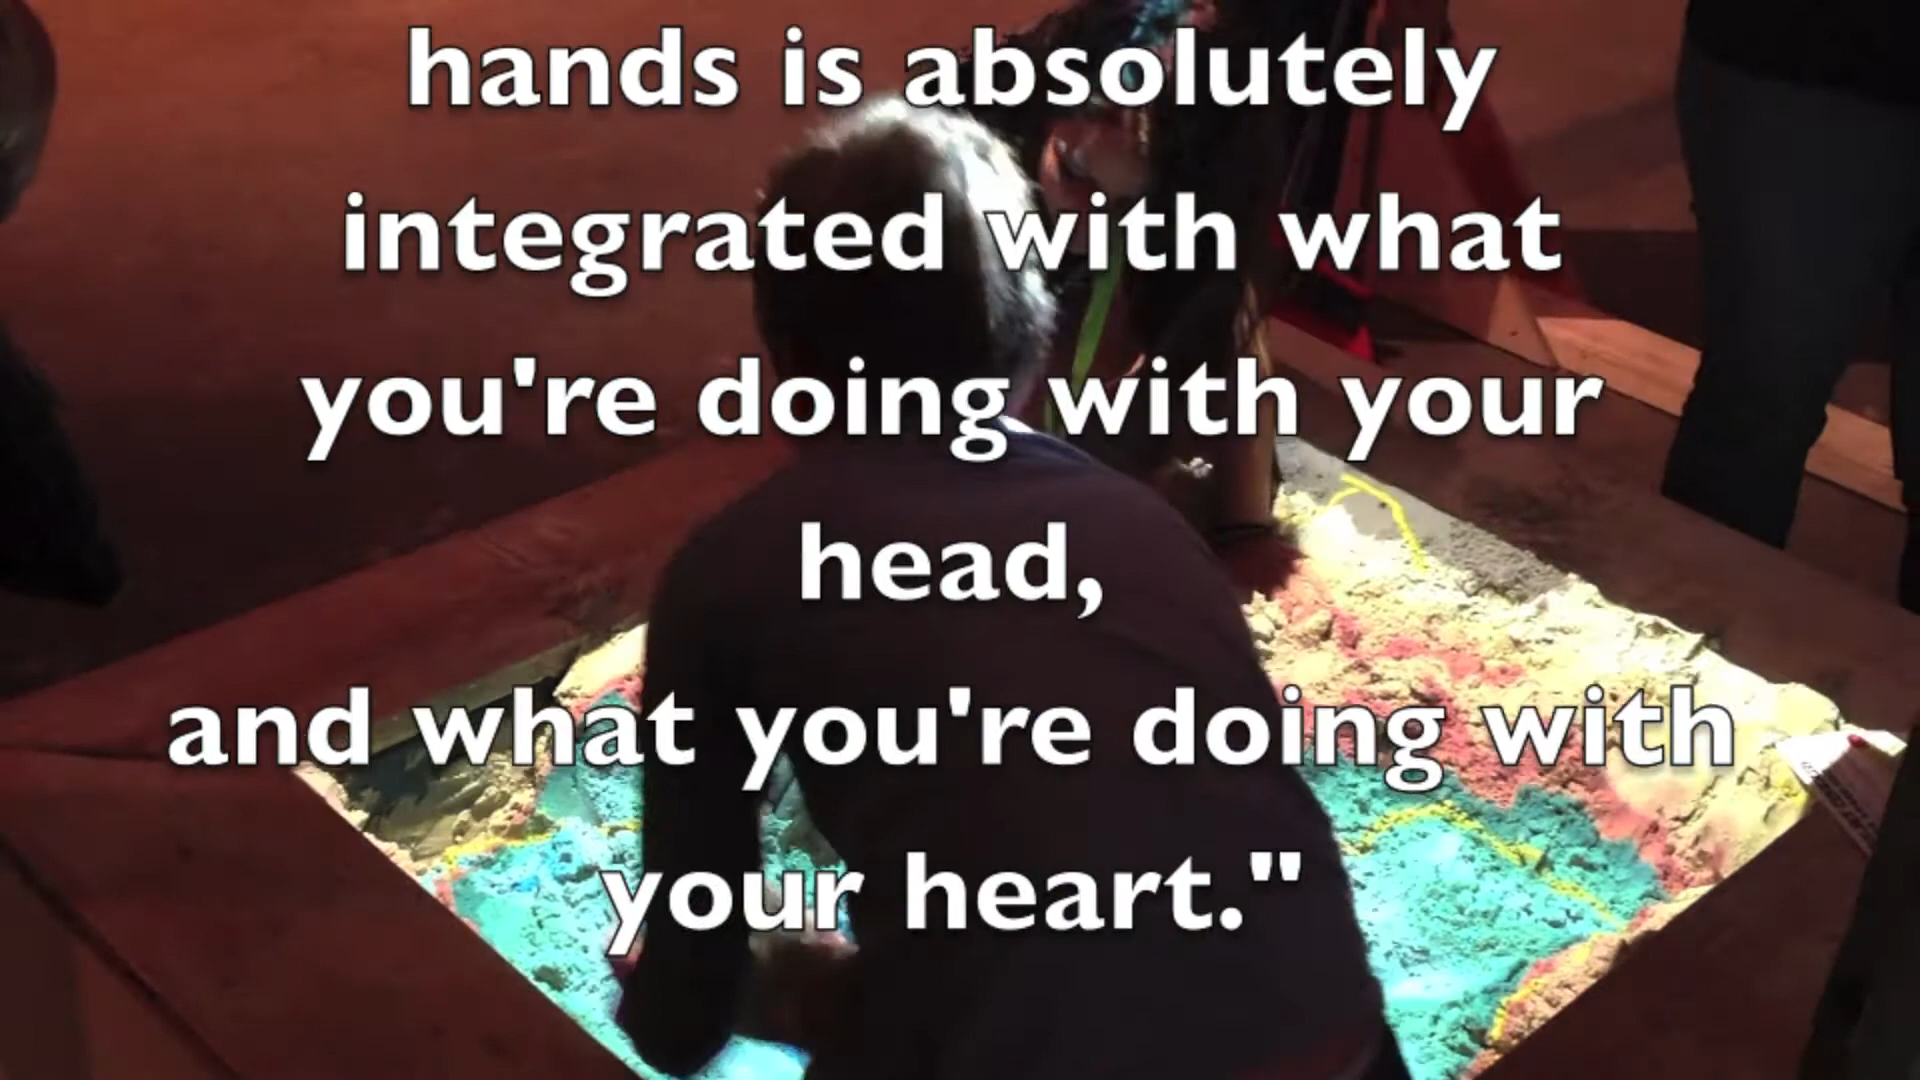 hands is absolutely
integrated with what
you're doing with your
head,
and what you're doing with
your heart."